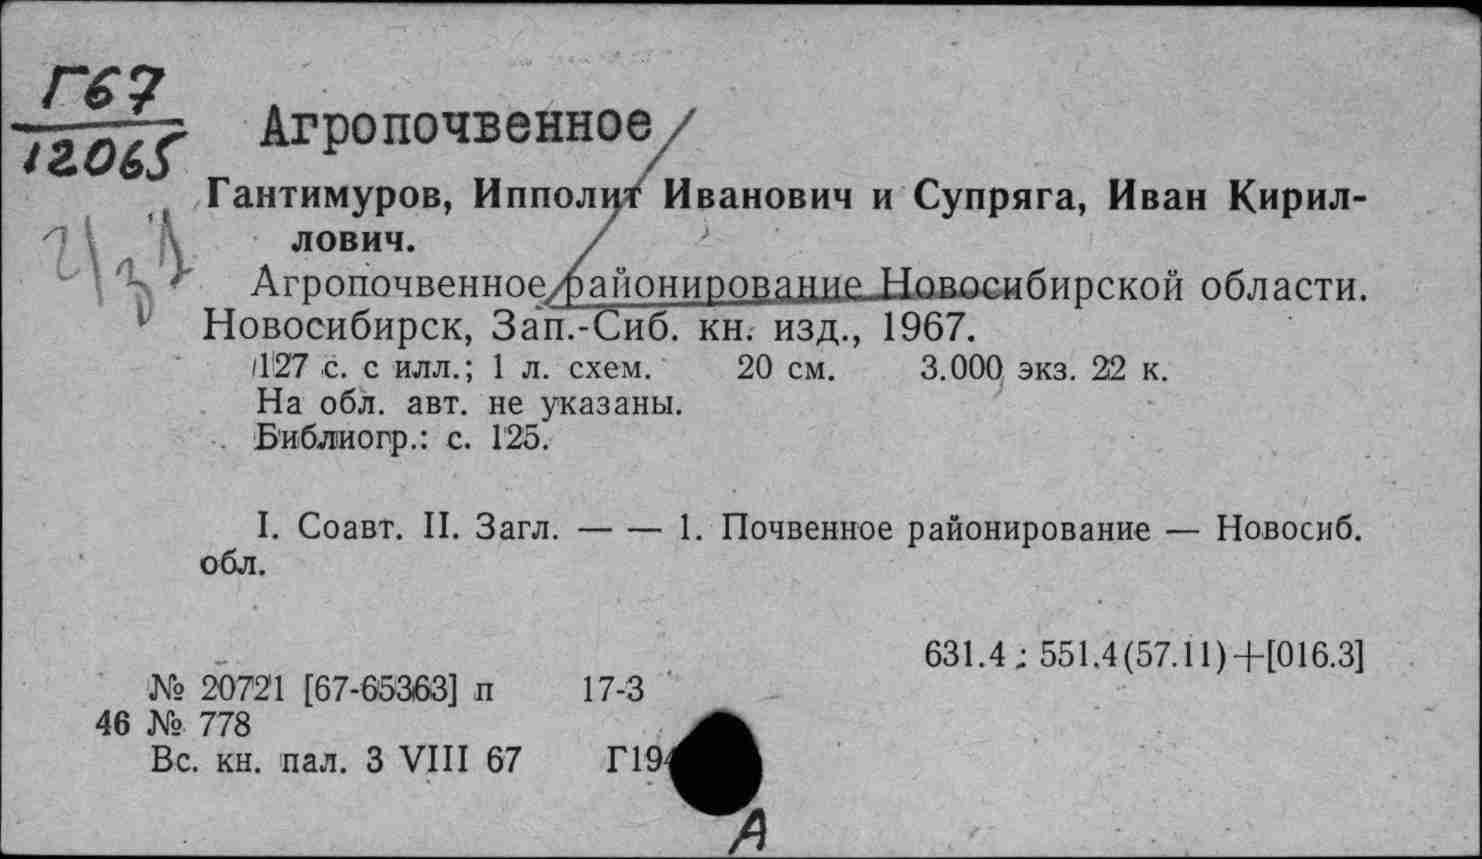 Г67
12065
Агропочвенное/
Гантимуров, Ипполит Иванович и Супряга, Иван Кирил-
лович.
Агропочвенное/районирование Новосибирской области.
Новосибирск, Зап.-Сиб. кн. изд., 1967.
127 с. с илл.; 1 л. схем. 20 см. 3.000 экз. 22 к.
На обл. авт. не указаны.
Библиогр.: с. 125.
I. Соавт. II. Загл. — — 1. Почвенное районирование — Новосиб.
обл.
631.4 : 551.4(57.11)+[016.3]
№ 20721 [67-65363] п 17-3
46 № 778
Вс. кн. пал. 3 VIII 67 Г19
А